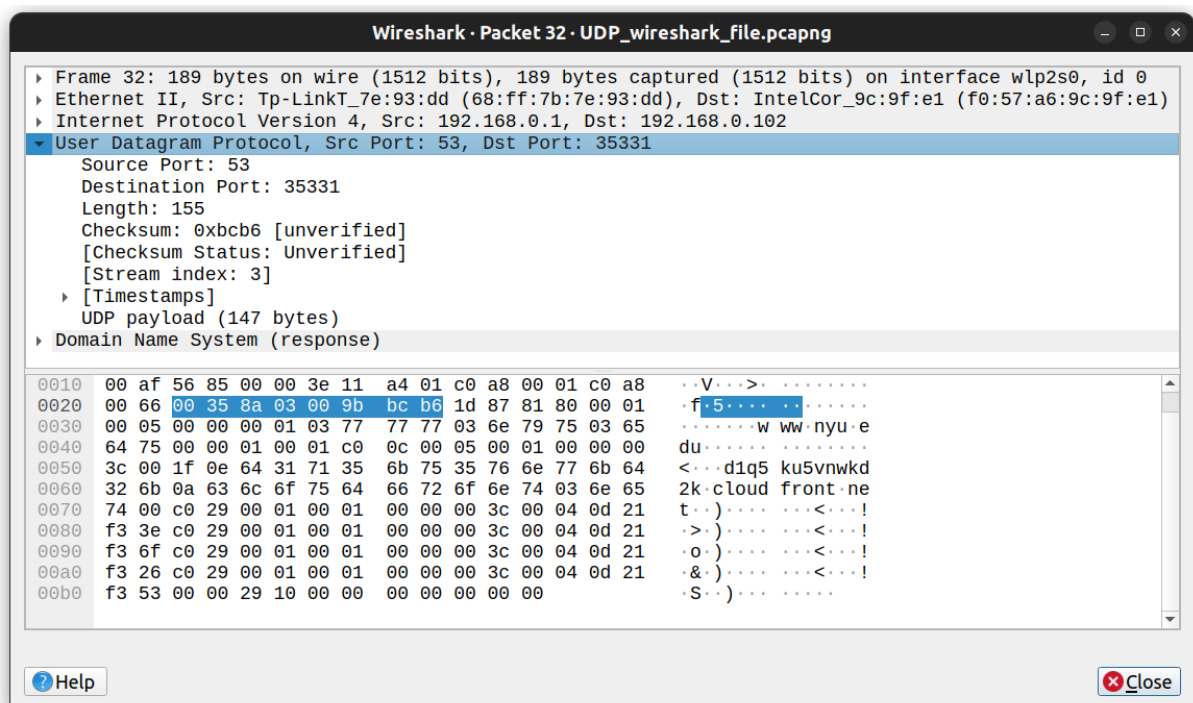 Wireshark · Packet 32 · UDP_wireshark_file.pcapng
Frame 32: 189 bytes on wire (1512 bits), 189 bytes captured (1512 bits) on interface wlp2s0, id 0
Ethernet II, Src: Tp-LinkT_7e:93:dd (68:ff:7b:7e:93:dd), Dst: IntelCor_9c:9f:e1 (f0:57:a6:9c:9f:e1)
Internet Protocol Version 4, Src: 192.168.0.1, Dst: 192.168.0.102
User Datagram Protocol, Src Port: 53, Dst Port: 35331
Source Port: 53
Destination Port: 35331
Length: 155
Checksum: 0xbcb6 [unverified]
[Checksum Status: Unverified]
[Stream index: 3]
[Timestamps]
UDP payload (147 bytes)
Domain Name System (response)
0010 00 af 56 85 00 00 3e 11 a4 01 c0 a8 00 01 c0 a8 ··V···>· ········
0020 00 66 00 35 8a 03 00 9b bc b6 1d 87 81 80 00 01 ·f·5···· ········
0030 00 05 00 00 00 01 03 77 77 77 03 6e 79 75 03 65 ·······w ww·nyu·e
0040 64 75 00 00 01 00 01 c0 0c 00 05 00 01 00 00 00 du······ ········
0050 3c 00 1f 0e 64 31 71 35 6b 75 35 76 6e 77 6b 64 <···d1q5 ku5vnwkd
0060 32 6b 0a 63 6c 6f 75 64 66 72 6f 6e 74 03 6e 65 2k·cloud front·ne
0070 74 00 c0 29 00 01 00 01 00 00 00 3c 00 04 0d 21 t··)···· ···<···!
0080 f3 3e c0 29 00 01 00 01 00 00 00 3c 00 04 0d 21 ·>·)···· ···<···!
0090 f3 6f c0 29 00 01 00 01 00 00 00 3c 00 04 0d 21 ·o·)···· ···<···!
00a0 f3 26 c0 29 00 01 00 01 00 00 00 3c 00 04 0d 21 ·&·)···· ···<···!
00b0 f3 53 00 00 29 10 00 00 00 00 00 00 00 ·S··)··· ·····
Help
Close